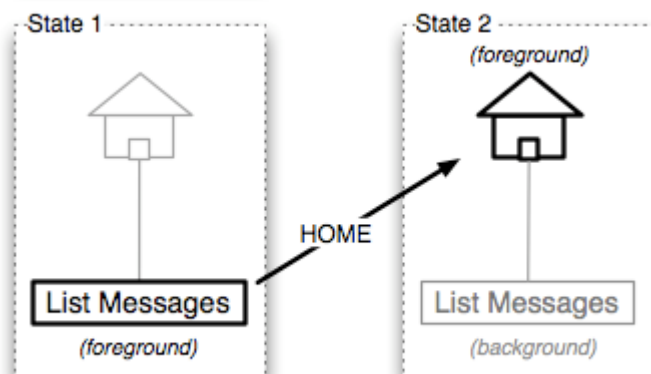 State 1
State 2
(foreground)
HOME
List Messages
List Messages
(foreground)
(background)